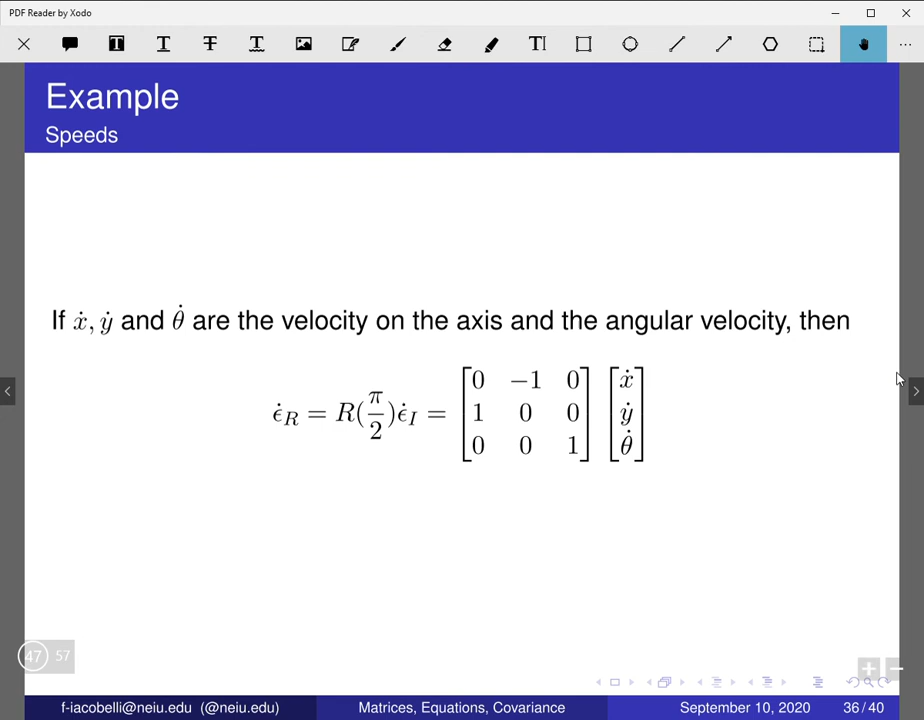 PDF Reader by Xodo
Example
Speeds
If ẋ, ẏ and θ̇ are the velocity on the axis and the angular velocity, then
ϵ̇_R = R(π/2)ϵ̇_I = [0 −1 0; 1 0 0; 0 0 1] [ẋ; ẏ; θ̇]
47 57
f-iacobelli@neiu.edu (@neiu.edu) Matrices, Equations, Covariance September 10, 2020 36/40